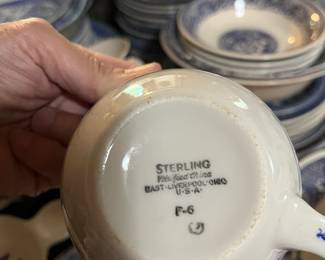 STERLING
Vitrified China
EAST LIVERPOOL OHIO
U·S·A·
F-6